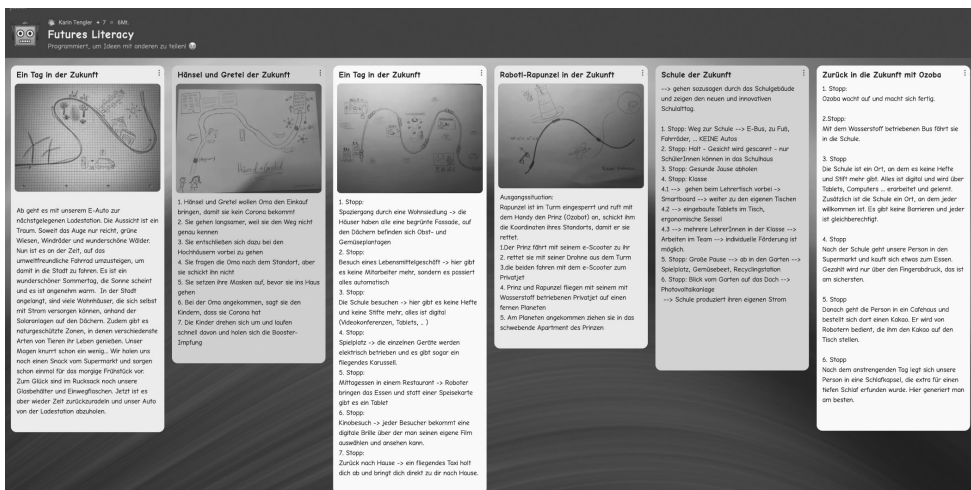 Karin Tengler + 7 6Mt.
Futures Literacy
Programmiert, um Ideen mit anderen zu teilen!
Ein Tag in der Zukunft
Ab geht es mit unserem E-Auto zur
nächstgelegenen Ladestation. Die Aussicht ist ein
Traum. Soweit das Auge nur reicht, grüne
Wiesen, Windräder und wunderschöne Wälder.
Nun ist es an der Zeit, auf das
umweltfreundliche Fahrrad umzusteigen, um
damit in die Stadt zu fahren. Es ist ein
wunderschöner Sommertag, die Sonne scheint
und es ist angenehm warm. In der Stadt
angelangt, sind viele Wohnhäuser, die sich selbst
mit Strom versorgen können, anhand der
Solaranlagen auf den Dächern. Zudem gibt es
naturgeschützte Zonen, in denen verschiedenste
Arten von Tieren ihr Leben genießen. Unser
Magen knurrt schon ein wenig... Wir holen uns
noch einen Snack vom Supermarkt und sorgen
schon einmal für das morgige Frühstück vor.
Zum Glück sind im Rucksack noch unsere
Glasbehälter und Einwegflaschen. Jetzt ist es
aber wieder Zeit zurückzuradeln und unser Auto
von der Ladestation abzuholen.
Hänsel und Gretel der Zukunft
1. Hänsel und Gretel wollen Oma den Einkauf
bringen, damit sie kein Corona bekommt
2. Sie gehen langsamer, weil sie den Weg nicht
genau kennen
3. Sie entschließen sich dazu bei den
Hochhäusern vorbei zu gehen
4. Sie fragen die Oma nach dem Standort, aber
sie schickt ihn nicht
5. Sie setzen ihre Masken auf, bevor sie ins Haus
gehen
6. Bei der Oma angekommen, sagt sie den
Kindern, dass sie Corona hat
7. Die Kinder drehen sich um und laufen
schnell davon und holen sich die Booster-
Impfung
Ein Tag in der Zukunft
1. Stopp:
Spaziergang durch eine Wohnsiedlung -> die
Häuser haben alle eine begrünte Fassade, auf
den Dächern befinden sich Obst- und
Gemüseplantagen
2. Stopp:
Besuch eines Lebensmittelgeschäft -> hier gibt
es keine Mitarbeiter mehr, sondern es passiert
alles automatisch
3. Stopp:
Die Schule besuchen -> hier gibt es keine Hefte
und keine Stifte mehr, alles ist digital
(Videokonferenzen, Tablets, ... )
4. Stopp:
Spielplatz -> die einzelnen Geräte werden
elektrisch betrieben und es gibt sogar ein
fliegendes Karussell.
5. Stopp:
Mittagessen in einem Restaurant -> Roboter
bringen das Essen und statt einer Speisekarte
gibt es ein Tablet
6. Stopp:
Kinobesuch -> jeder Besucher bekommt eine
digitale Brille über der man seinen eigene Film
auswählen und ansehen kann.
7. Stopp:
Zurück nach Hause -> ein fliegendes Taxi holt
dich ab und bringt dich direkt zu dir nach Hause.
Raboti-Rapunzel in der Zukunft
Ausgangssituation:
Rapunzel ist im Turm eingesperrt und ruft mit
dem Handy den Prinz (Ozobot) an, schickt ihm
die Koordinaten ihres Standorts, damit er sie
rettet.
1.Der Prinz fährt mit seinem e-Scooter zu ihr
2. rettet sie mit seiner Drohne aus dem Turm
3.die beiden fahren mit dem e-Scooter zum
Privatjet
4. Prinz und Rapunzel fliegen mit seinem mit
Wasserstoff betriebenen Privatjet auf einen
fernen Planeten
5. Am Planeten angekommen ziehen sie in das
schwebende Apartment des Prinzen
Schule der Zukunft
--> gehen sozusagen durch das Schulgebäude
und zeigen den neuen und innovativen
Schulalltag.
1. Stopp: Weg zur Schule --> E-Bus, zu Fuß,
Fahrräder, ... KEINE Autos
2. Stopp: Halt - Gesicht wird gescannt - nur
SchülerInnen können in das Schulhaus
3. Stopp: Gesunde Jause abholen
4. Stopp: Klasse
4.1 --> gehen beim Lehrertisch vorbei ->
Smartboard --> weiter zu den eigenen Tischen
4.2 --> eingebaute Tablets im Tisch,
ergonomische Sessel
4.3 --> mehrere LehrerInnen in der Klasse -->
Arbeiten im Team --> individuelle Förderung ist
möglich
5. Stopp: Große Pause --> ab in den Garten -->
Spielplatz, Gemüsebeet, Recyclingstation
6. Stopp: Blick vom Garten auf das Dach -->
Photovoltaikanlage
--> Schule produziert ihren eigenen Strom
Zurück in die Zukunft mit Ozoba
1. Stopp:
Ozoba wacht auf und macht sich fertig.
2.Stopp:
Mit dem Wasserstoff betriebenen Bus fährt sie
in die Schule.
3. Stopp
Die Schule ist ein Ort, an dem es keine Hefte
und Stift mehr gibt. Alles ist digital und wird über
Tablets, Computers ... erarbeitet und gelernt.
Zusätzlich ist die Schule ein Ort, an dem jeder
willkommen ist. Es gibt keine Barrieren und jeder
ist gleichberechtigt.
4. Stopp
Nach der Schule geht unsere Person in den
Supermarkt und kauft sich etwas zum Essen.
Gezahlt wird nur über den Fingerabdruck, das ist
am sichersten.
5. Stopp
Danach geht die Person in ein Cafehaus und
bestellt sich dort einen Kakao. Er wird von
Robotern bedient, die ihm den Kakao auf den
Tisch stellen.
6. Stopp
Nach dem anstrengenden Tag legt sich unsere
Person in eine Schlafkapsel, die extra für einen
tiefen Schlaf erfunden wurde. Hier generiert man
am besten.